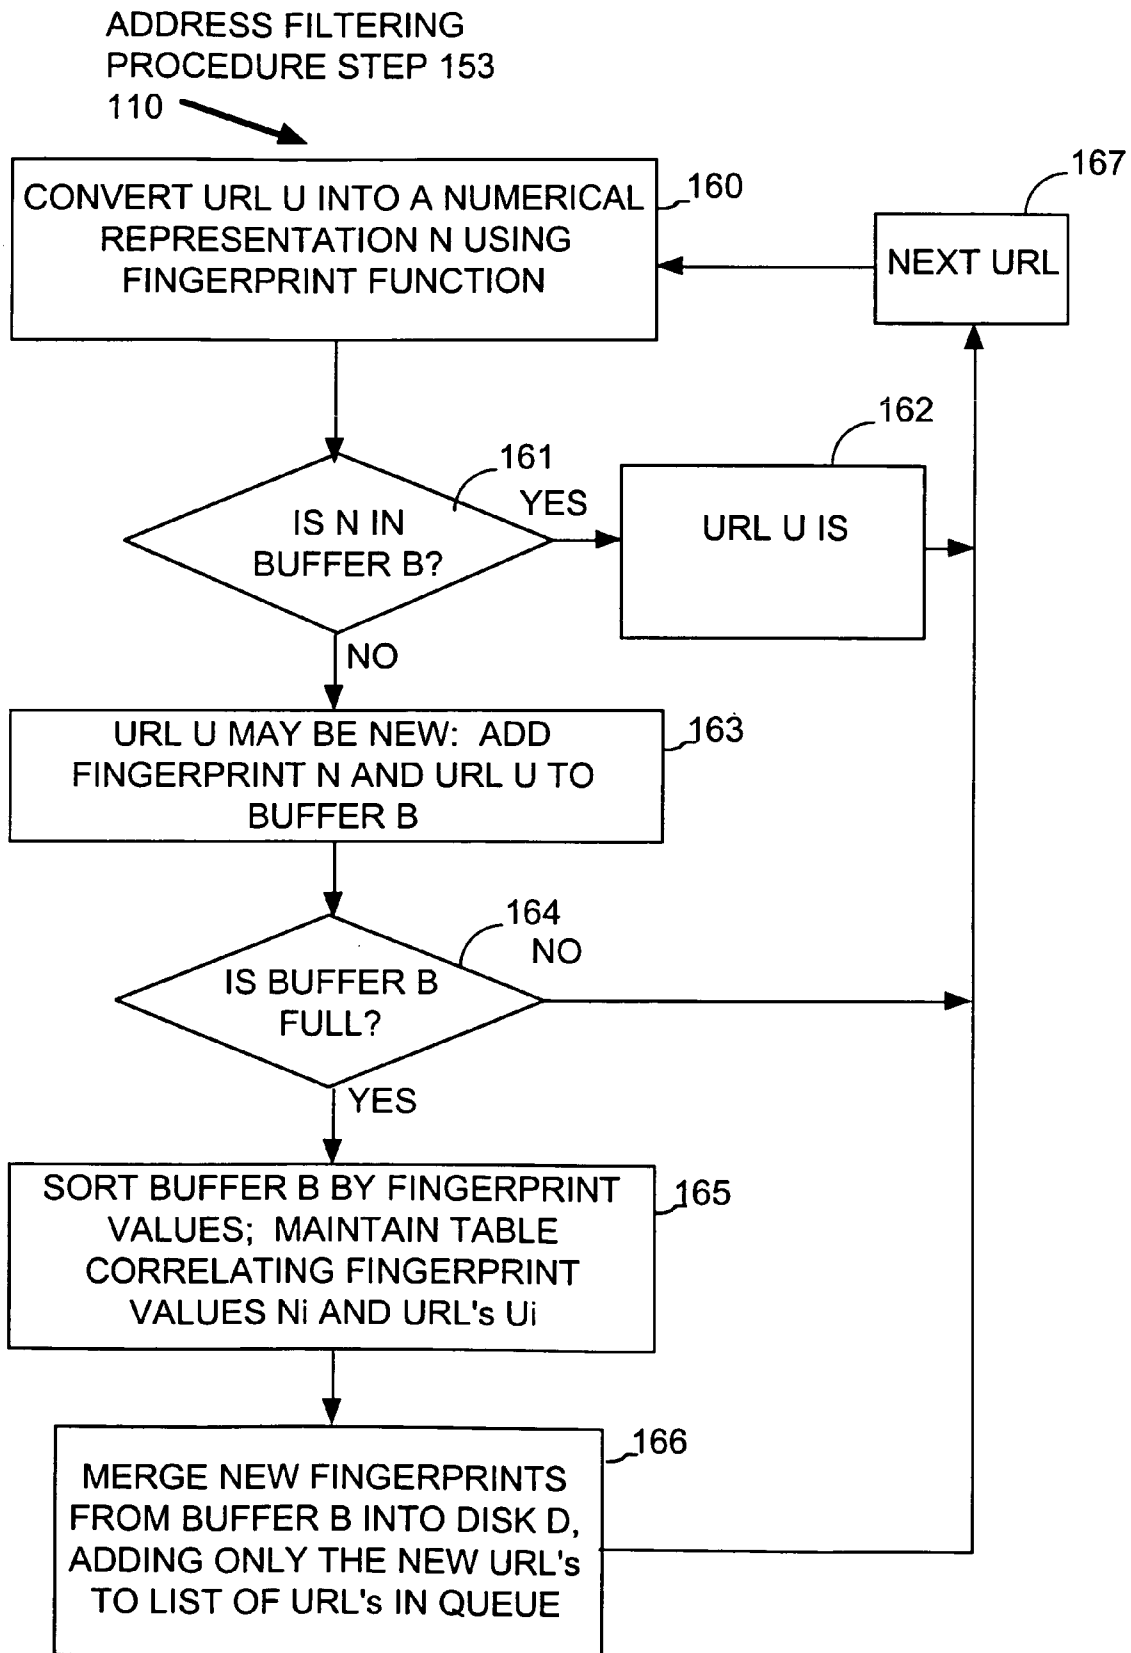 ADDRESS FILTERING
PROCEDURE STEP 153
110
CONVERT URL U INTO A NUMERICAL
REPRESENTATION N USING
FINGERPRINT FUNCTION
160
167
NEXT URL
161
IS N IN
BUFFER B?
YES
162
URL U IS
NO
URL U MAY BE NEW: ADD
FINGERPRINT N AND URL U TO
BUFFER B
163
164
NO
IS BUFFER B
FULL?
YES
SORT BUFFER B BY FINGERPRINT
VALUES; MAINTAIN TABLE
CORRELATING FINGERPRINT
VALUES Ni AND URL's Ui
165
166
MERGE NEW FINGERPRINTS
FROM BUFFER B INTO DISK D,
ADDING ONLY THE NEW URL's
TO LIST OF URL's IN QUEUE